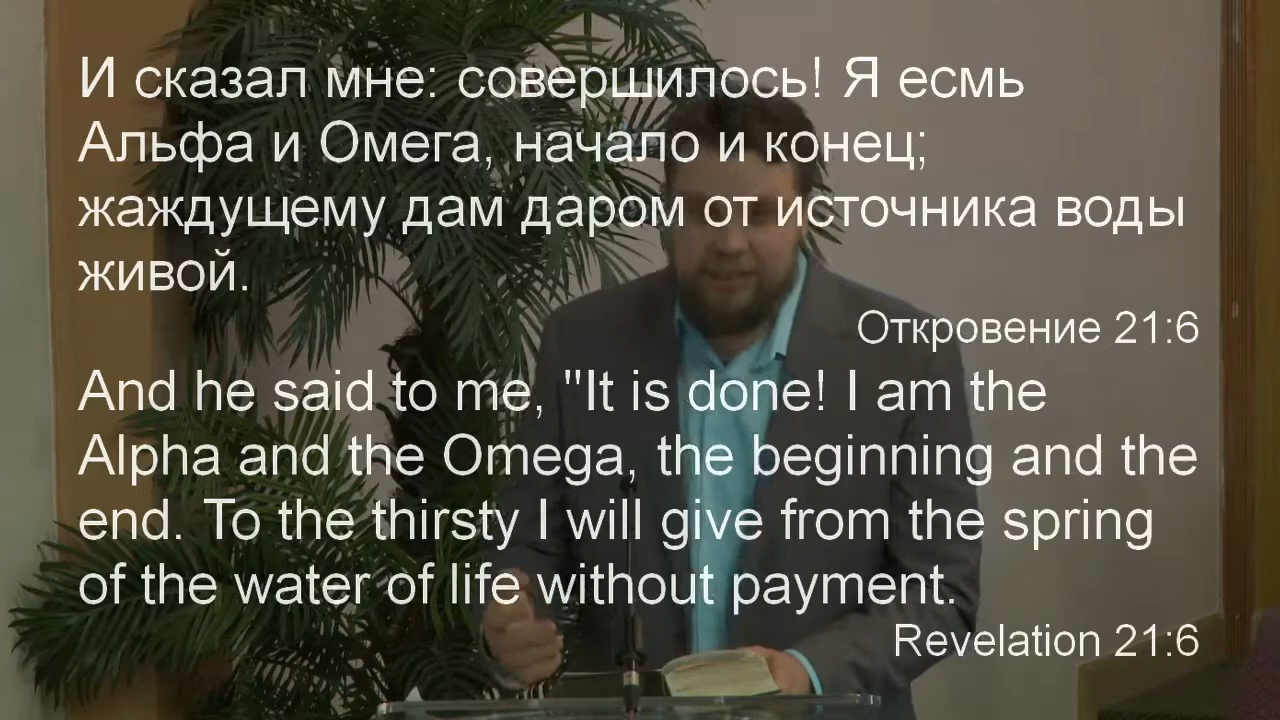 И сказал мне: совершилось! Я есмь
Альфа и Омега, начало и конец;
жаждущему дам даром от источника воды
живой.
Откровение 21:6
And he said to me, "It is done! I am the
Alpha and the Omega, the beginning and the
end. To the thirsty I will give from the spring
of the water of life without payment.
Revelation 21:6